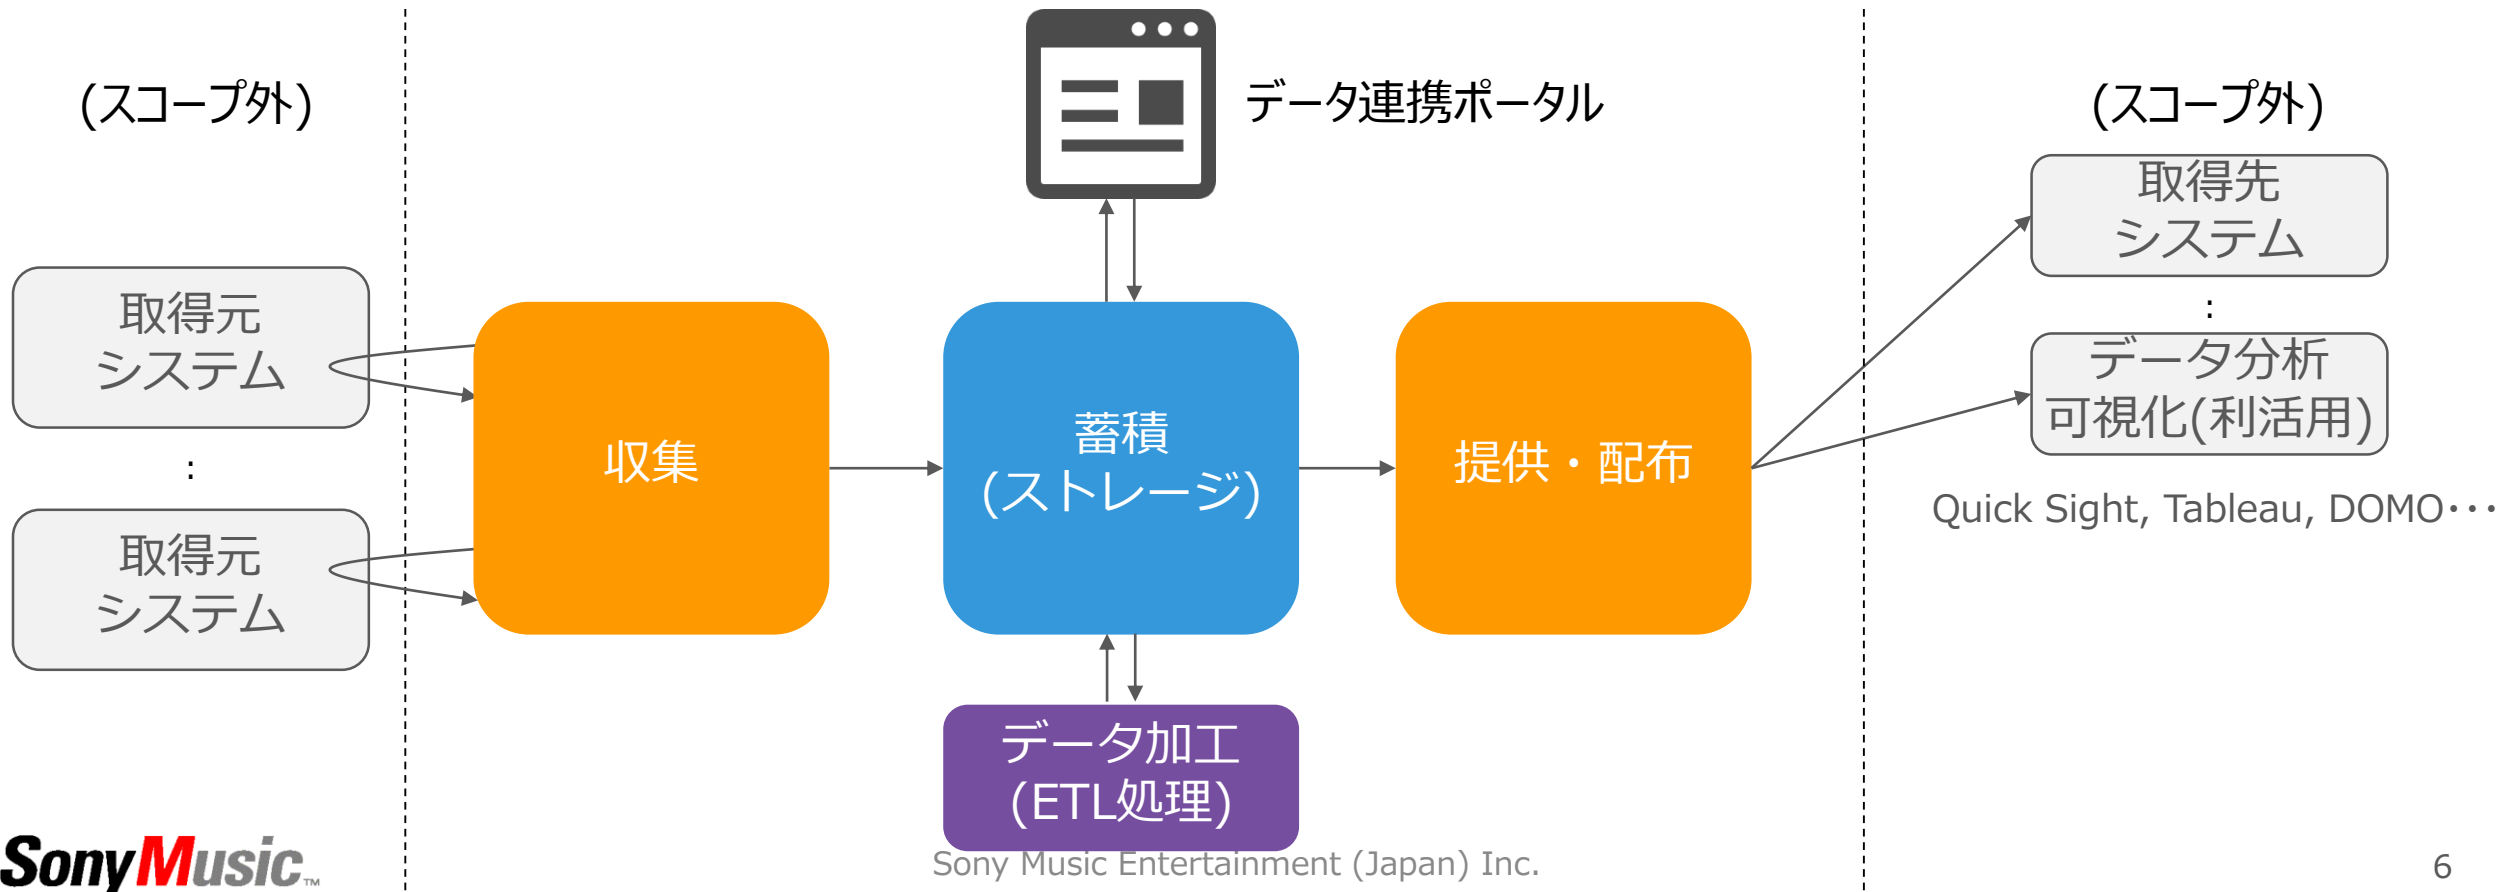 (スコープ外)
データ連携ポータル
(スコープ外)
取得元
システム
:
取得元
システム
収集
蓄積
(ストレージ)
提供・配布
取得先
システム
:
データ分析
可視化(利活用)
Quick Sight, Tableau, DOMO・・・
データ加工
(ETL処理)
SonyMusic™
Sony Music Entertainment (Japan) Inc.
6